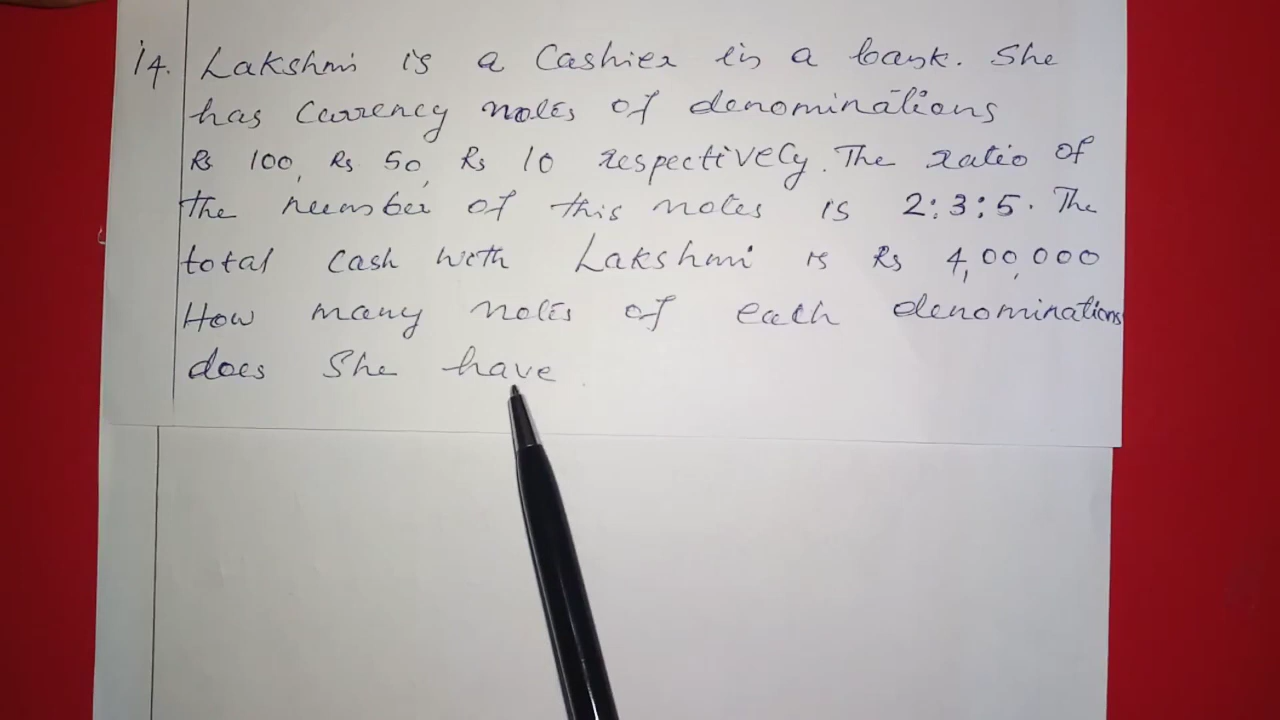 14. Lakshmi is a Cashier in a bank. She
has Currency notes of denominations
Rs 100, Rs 50, Rs 10 respectively. The ratio of
the number of this notes is 2:3:5. The
total cash with Lakshmi is Rs 4,00,000
How many notes of each denominations
does She have.